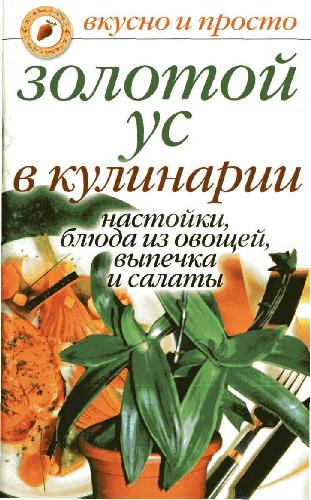 вкусно и просто
ЗОЛОТОЙ
УС
В КУЛИНАРИИ
настойки,
блюда из овощей,
выпечка
и салаты